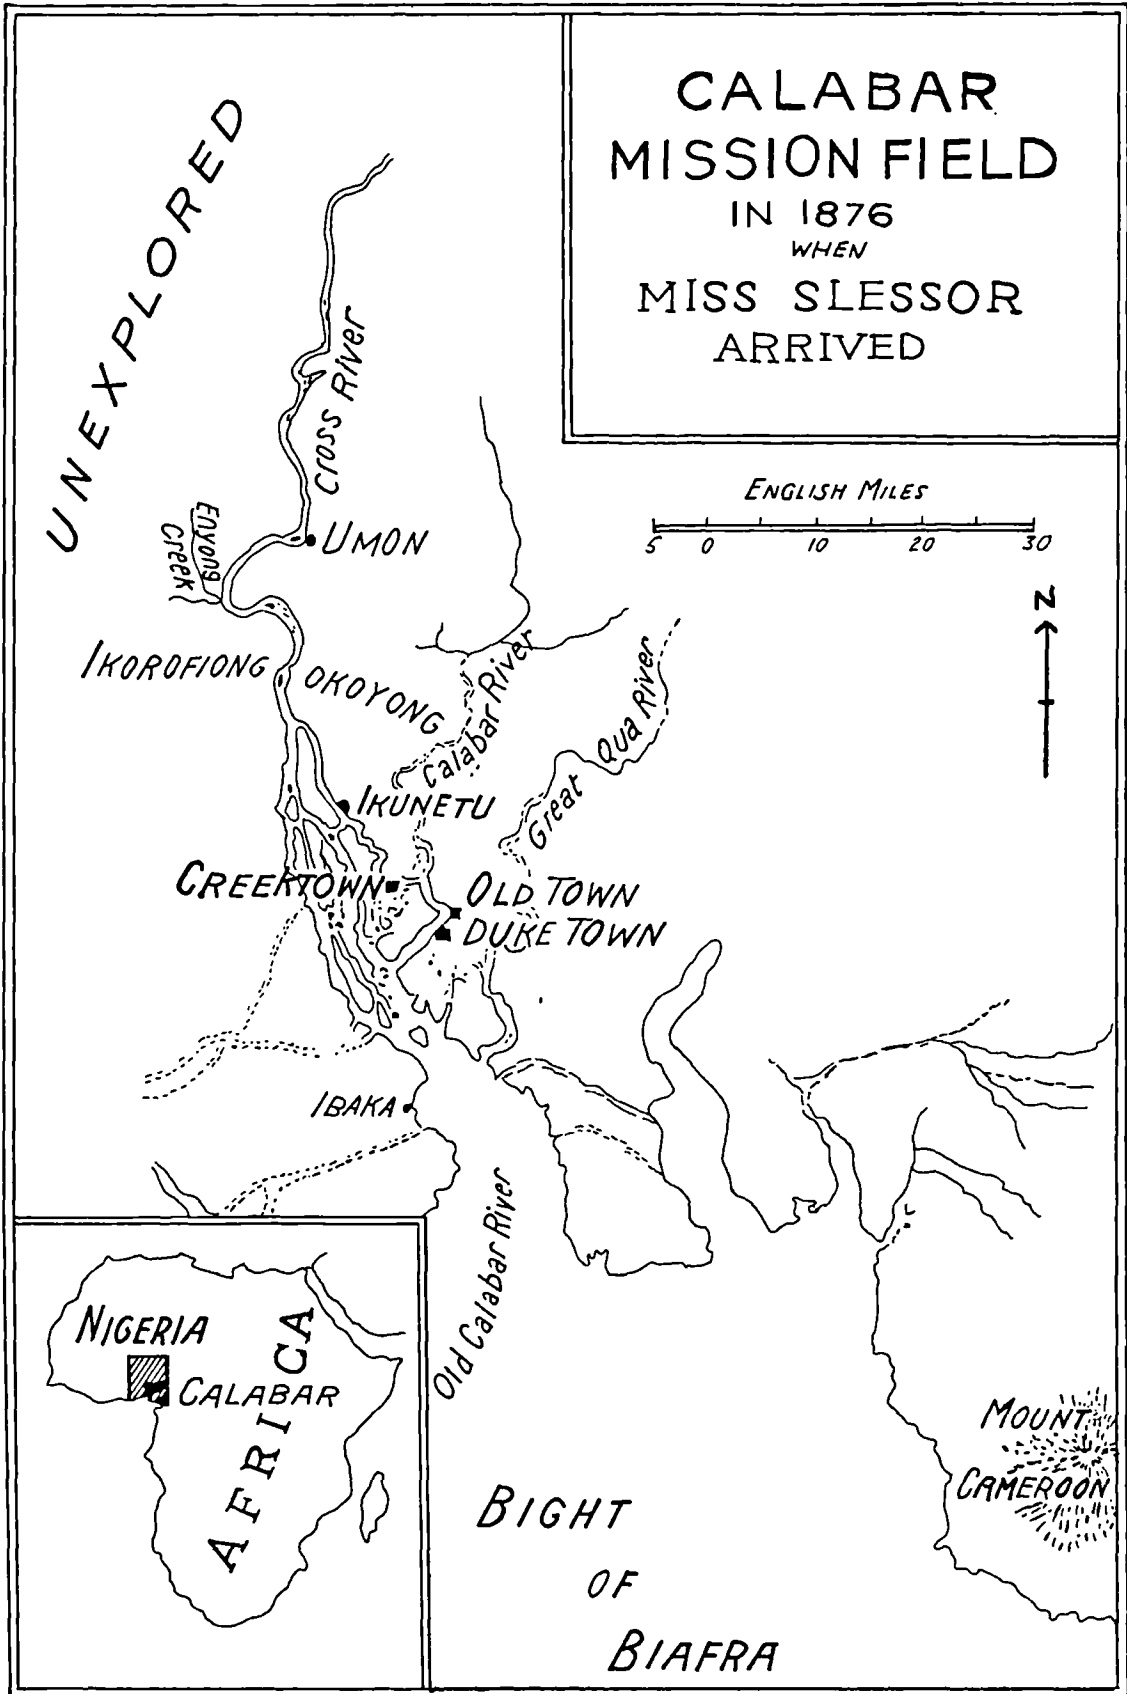 CALABAR
MISSION FIELD
IN 1876
WHEN
MISS SLESSOR
ARRIVED
UNEXPLORED
Cross River
ENGLISH MILES
5 0 10 20 30
N
Enyong
Creek
UMON
IKOROFIONG
OKOYONG
Calabar River
Great Qua River
IKUNETU
CREEKTOWN
OLD TOWN
DUKE TOWN
IBAKA
Old Calabar River
NIGERIA
CALABAR
AFRICA
MOUNT
CAMEROON
BIGHT
OF
BIAFRA